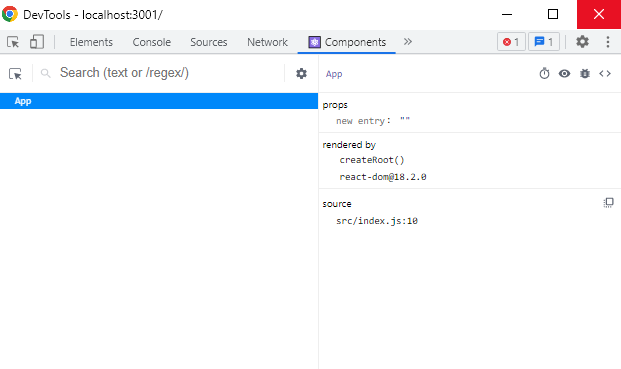 DevTools - localhost:3001/
Elements Console Sources Network Components » 1 1
Search (text or /regex/)
App
App
props
new entry: ""
rendered by
createRoot()
react-dom@18.2.0
source
src/index.js:10